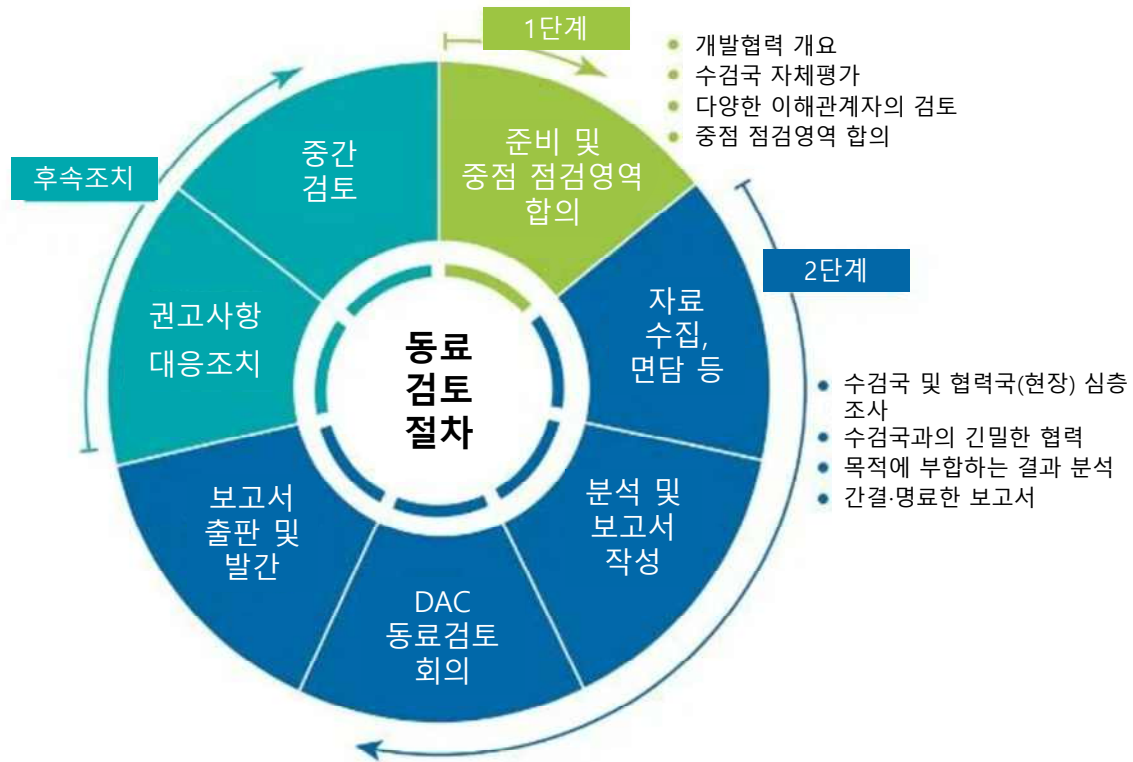 1단계
개발협력 개요
수검국 자체평가
다양한 이해관계자의 검토
중점 점검영역 합의
준비 및
중점 점검영역
합의
2단계
자료
수집,
면담 등
수검국 및 협력국(현장) 심층
조사
수검국과의 긴밀한 협력
목적에 부합하는 결과 분석
간결·명료한 보고서
분석 및
보고서
작성
DAC
동료검토
회의
보고서
출판 및
발간
후속조치
권고사항
대응조치
중간
검토
동료
검토
절차